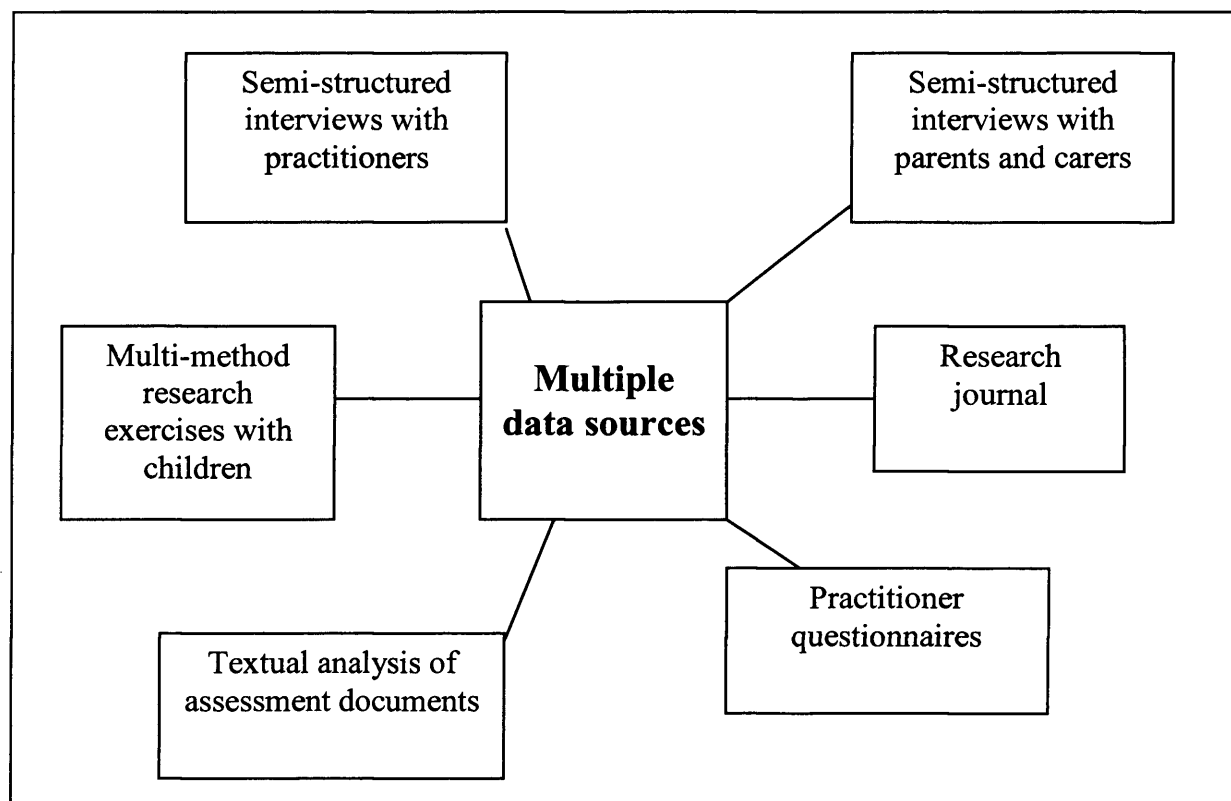 Semi-structured
interviews with
practitioners
Semi-structured
interviews with
parents and carers
Multi-method
research
exercises with
children
Multiple
data sources
Research
journal
Textual analysis of
assessment documents
Practitioner
questionnaires